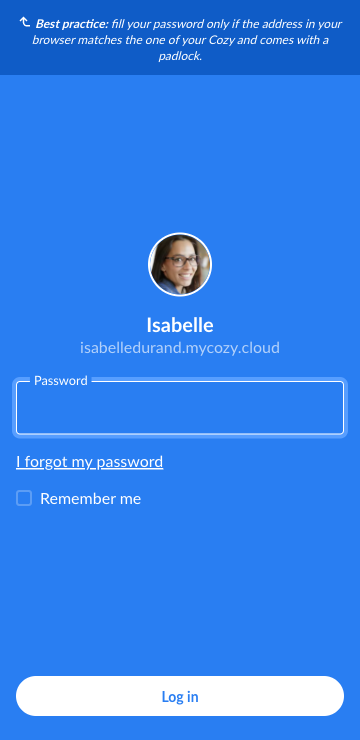 Best practice: fill your password only if the address in your
browser matches the one of your Cozy and comes with a
padlock.
Isabelle
isabelledurand.mycozy.cloud
Password
I forgot my password
Remember me
Log in